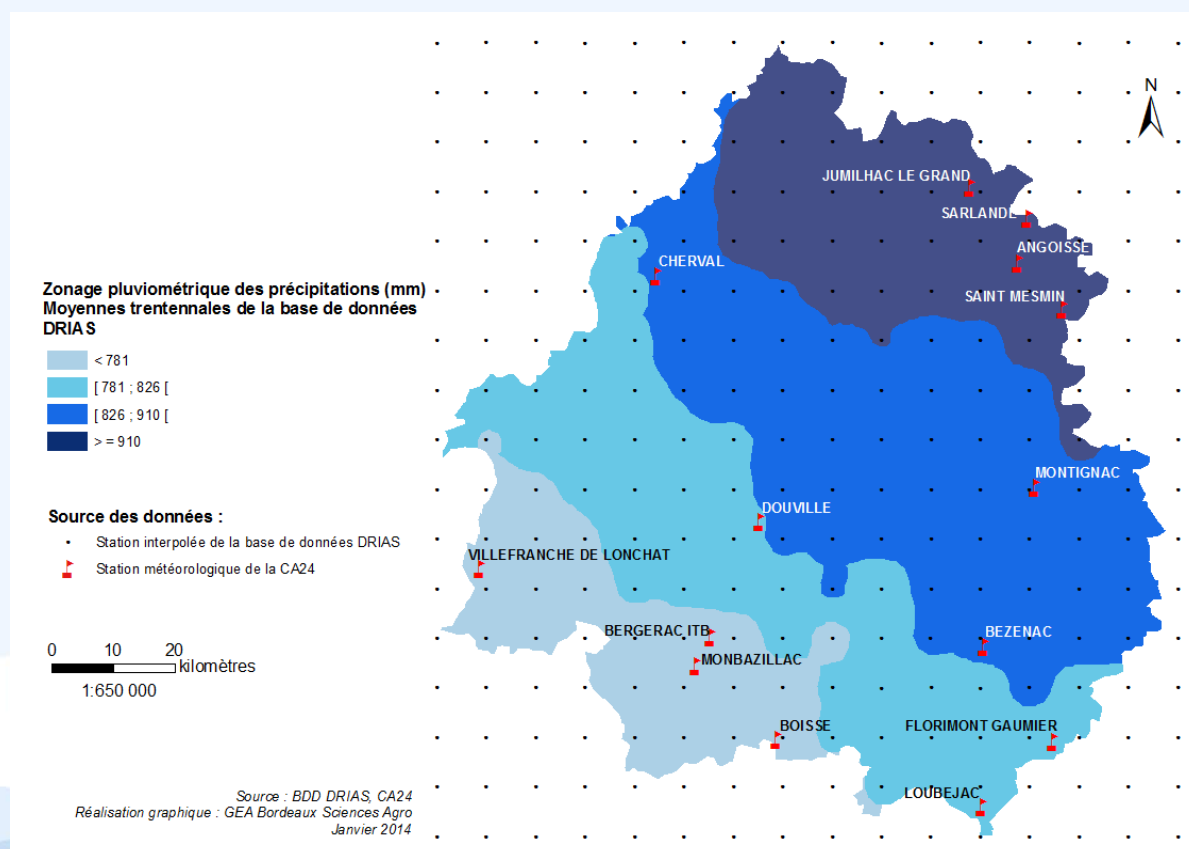 N
JUMILHAC LE GRAND
SARLANDE
ANGOISSE
CHERVAL
SAINT MESMIN
Zonage pluviométrique des précipitations (mm)
Moyennes trentennales de la base de données
DRIAS
< 781
[ 781 ; 826 [
[ 826 ; 910 [
> = 910
MONTIGNAC
DOUVILLE
Source des données :
Station interpolée de la base de données DRIAS
Station météorologique de la CA24
VILLEFRANCHE DE LONCHAT
BERGERAC ITB
BEZENAC
MONBAZILLAC
0 10 20
kilomètres
1:650 000
BOISSE
FLORIMONT GAUMIER
LOUBEJAC
Source : BDD DRIAS, CA24
Réalisation graphique : GEA Bordeaux Sciences Agro
Janvier 2014